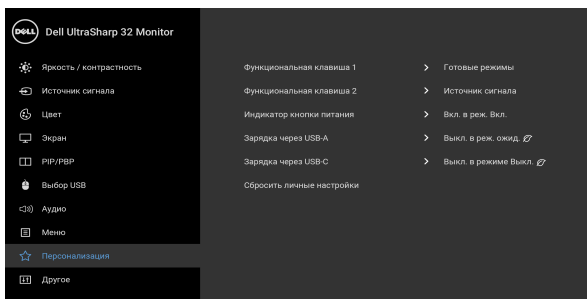 DELL Dell UltraSharp 32 Monitor
Яркость / контрастность
Источник сигнала
Цвет
Экран
PIP/PBP
Выбор USB
Аудио
Меню
Персонализация
Другое
Функциональная клавиша 1 > Готовые режимы
Функциональная клавиша 2 > Источник сигнала
Индикатор кнопки питания > Вкл. в реж. Вкл.
Зарядка через USB-A > Выкл. в реж. ожид.
Зарядка через USB-C > Выкл. в режиме Выкл.
Сбросить личные настройки